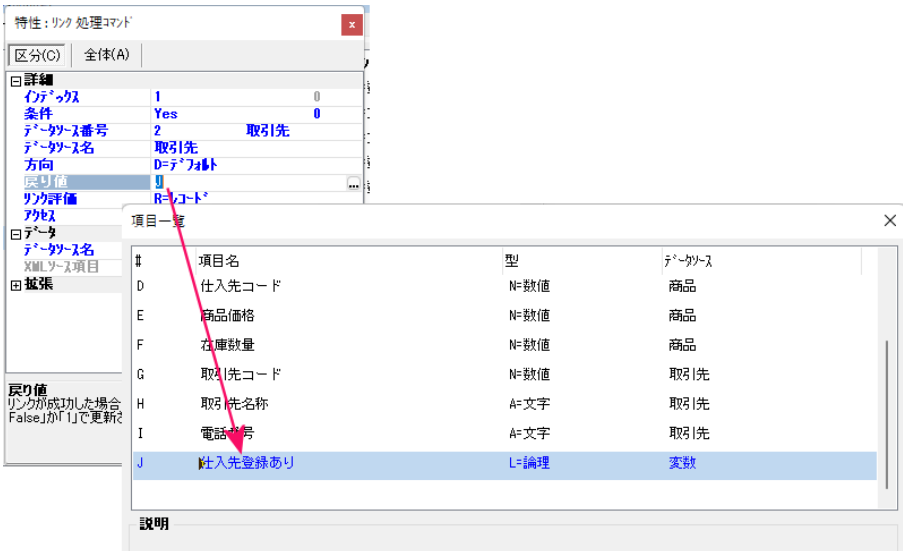 特性 : ﾘﾝｸ 処理ｺﾏﾝﾄﾞ
x
区分(C) 全体(A)
詳細
ｲﾝﾃﾞｯｸｽ 1 0
条件 Yes 0
ﾃﾞｰﾀｿｰｽ番号 2 取引先
ﾃﾞｰﾀｿｰｽ名 取引先
方向 D=ﾃﾞﾌｫﾙﾄ
戻り値 J ...
ﾘﾝｸ評価 R=ﾚｺｰﾄﾞ
ｱｸｾｽ
ﾃﾞｰﾀ
ﾃﾞｰﾀｿｰｽ名
XMLｿｰｽ項目
拡張
戻り値
リンクが成功した場合
False」が「1」で更新
項目一覧
# 項目名 型 ﾃﾞｰﾀｿｰｽ
D 仕入先コード N=数値 商品
E 商品価格 N=数値 商品
F 在庫数量 N=数値 商品
G 取引先コード N=数値 取引先
H 取引先名称 A=文字 取引先
I 電話番号 A=文字 取引先
J 仕入先登録あり L=論理 変数
説明